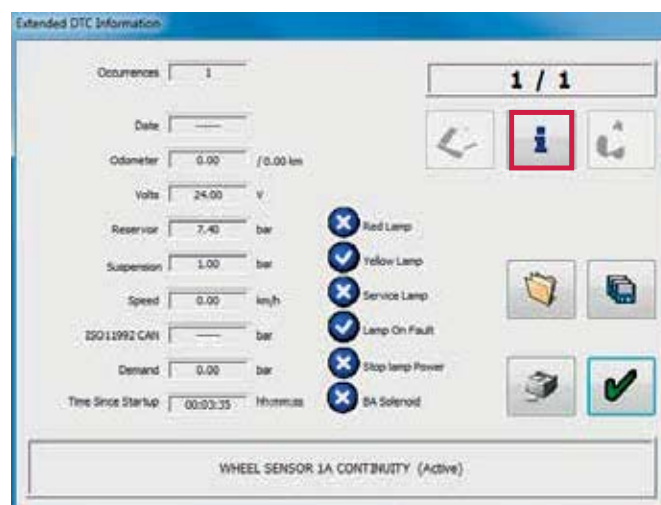 Extended DTC Information
Occurrences 1
1 / 1
Date -----
Odometer 0.00 / 0.00 km
Volts 24.00 V
Reservoir 7.40 bar
Red Lamp
Suspension 1.00 bar
Yellow Lamp
Speed 0.00 km/h
Service Lamp
ISO11992 CAN ----- bar
Lamp On Fault
Demand 0.00 bar
Stop lamp Power
Time Since Startup 00:03:35 hh:mm:ss
BA Solenoid
WHEEL SENSOR 1A CONTINUITY (Active)